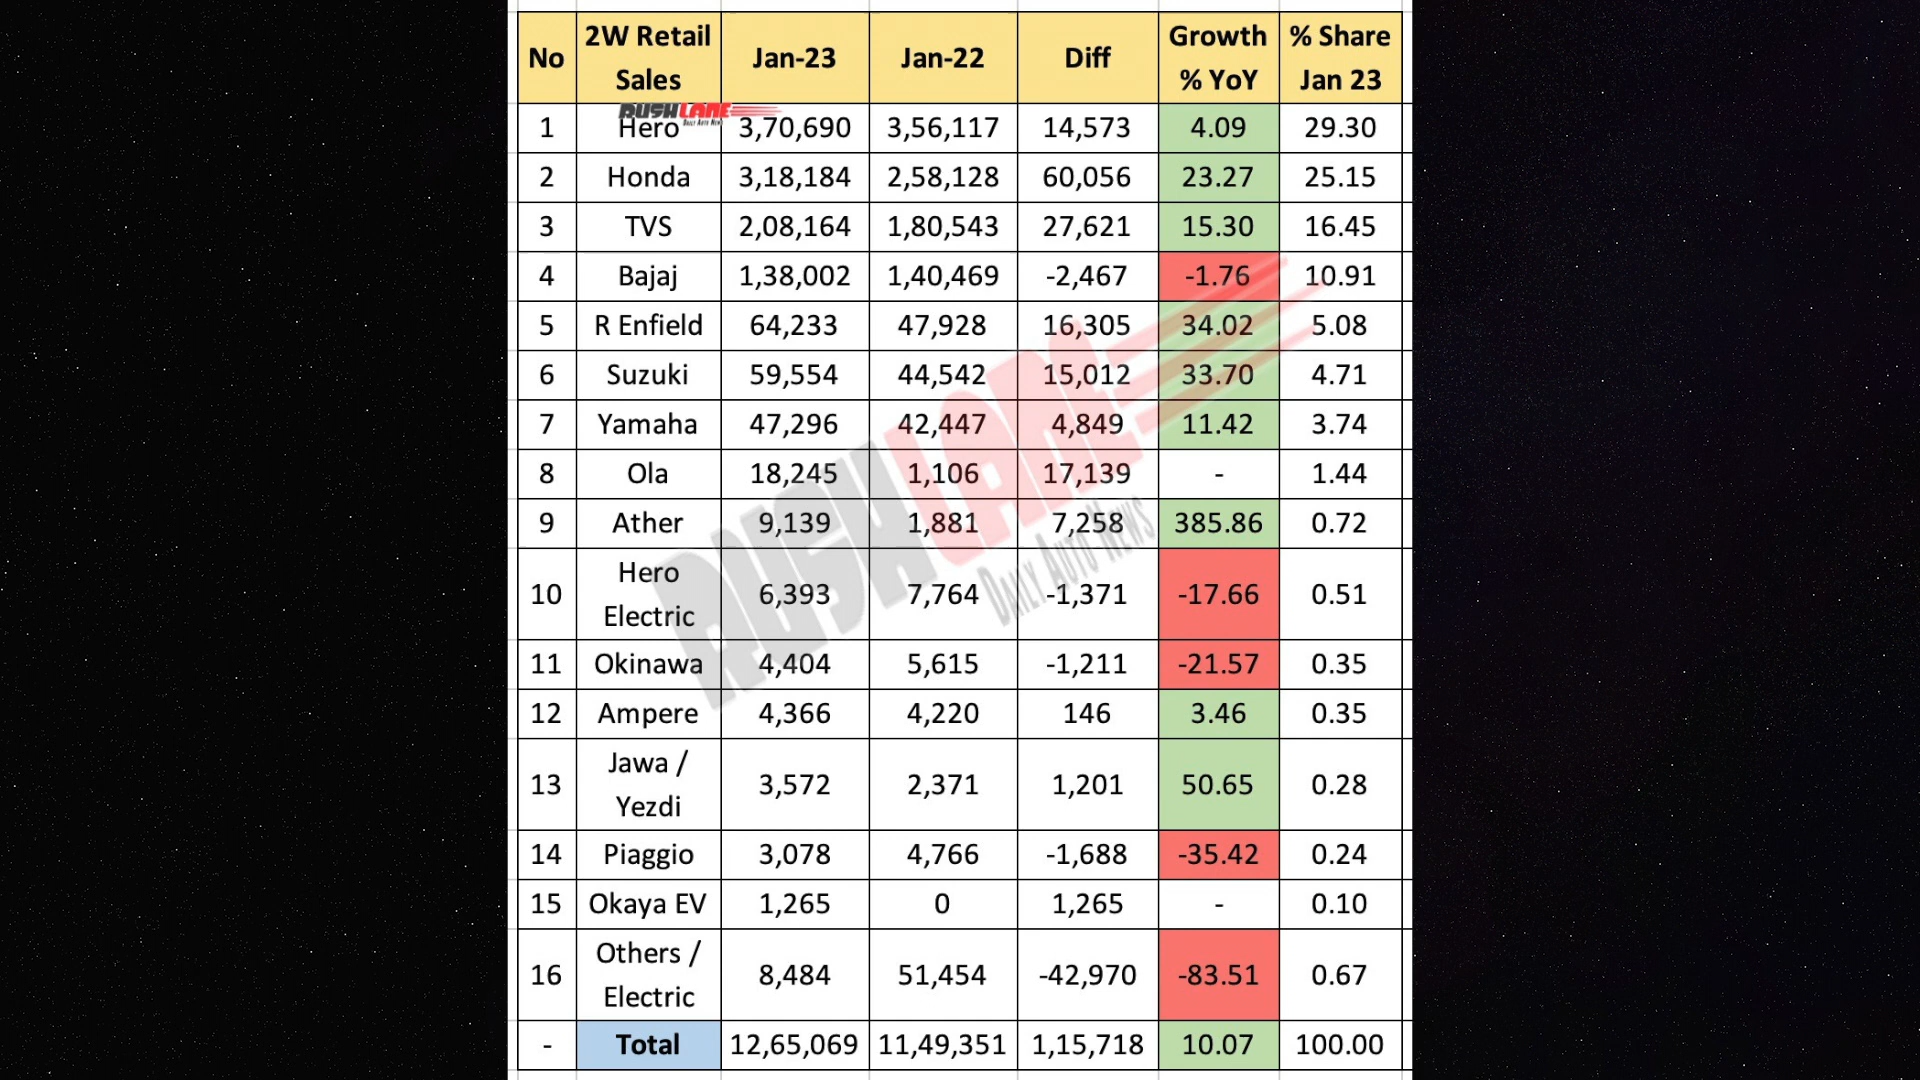 No 2W Retail Sales Jan-23 Jan-22 Diff Growth % YoY % Share Jan 23
RUSHLANE
DAILY AUTO NEWS
1 Hero 3,70,690 3,56,117 14,573 4.09 29.30
2 Honda 3,18,184 2,58,128 60,056 23.27 25.15
3 TVS 2,08,164 1,80,543 27,621 15.30 16.45
4 Bajaj 1,38,002 1,40,469 -2,467 -1.76 10.91
5 R Enfield 64,233 47,928 16,305 34.02 5.08
6 Suzuki 59,554 44,542 15,012 33.70 4.71
7 Yamaha 47,296 42,447 4,849 11.42 3.74
8 Ola 18,245 1,106 17,139 - 1.44
9 Ather 9,139 1,881 7,258 385.86 0.72
10 Hero Electric 6,393 7,764 -1,371 -17.66 0.51
11 Okinawa 4,404 5,615 -1,211 -21.57 0.35
12 Ampere 4,366 4,220 146 3.46 0.35
13 Jawa / Yezdi 3,572 2,371 1,201 50.65 0.28
14 Piaggio 3,078 4,766 -1,688 -35.42 0.24
15 Okaya EV 1,265 0 1,265 - 0.10
16 Others / Electric 8,484 51,454 -42,970 -83.51 0.67
- Total 12,65,069 11,49,351 1,15,718 10.07 100.00
RUSHLANE
DAILY AUTO NEWS